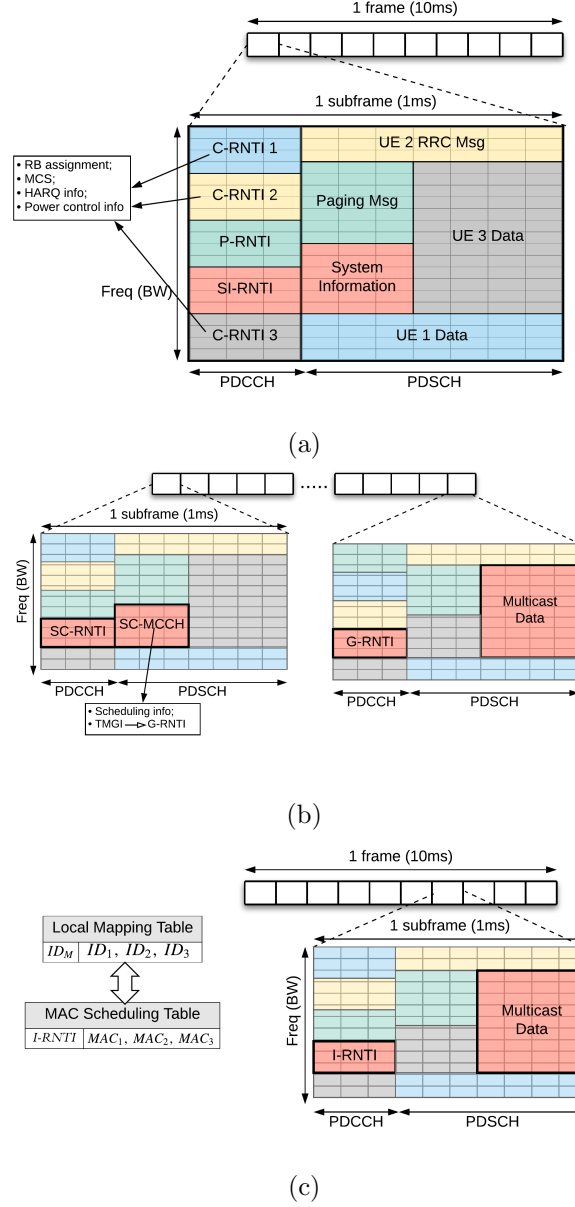 1 frame (10ms)
1 subframe (1ms)
• RB assignment;
• MCS;
• HARQ info;
• Power control info
Freq (BW)
C-RNTI 1
C-RNTI 2
P-RNTI
SI-RNTI
C-RNTI 3
UE 2 RRC Msg
Paging Msg
System
Information
UE 3 Data
UE 1 Data
PDCCH
PDSCH
(a)
.....
1 subframe (1ms)
Freq (BW)
SC-RNTI
SC-MCCH
PDCCH
PDSCH
• Scheduling info;
• TMGI G-RNTI
G-RNTI
Multicast
Data
PDCCH
PDSCH
(b)
1 frame (10ms)
1 subframe (1ms)
Local Mapping Table
ID_M ID_1, ID_2, ID_3
MAC Scheduling Table
I-RNTI MAC_1, MAC_2, MAC_3
Freq (BW)
I-RNTI
Multicast
Data
PDCCH
PDSCH
(c)